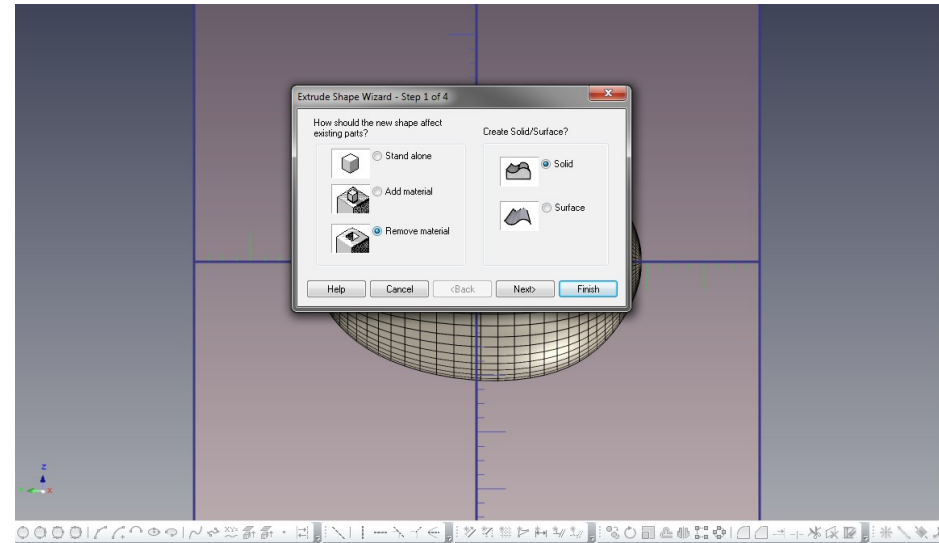 Extrude Shape Wizard - Step 1 of 4
How should the new shape affect
existing parts?
Create Solid/Surface?
Stand alone
Add material
Remove material
Solid
Surface
Help
Cancel
<Back
Next>
Finish
Z
X